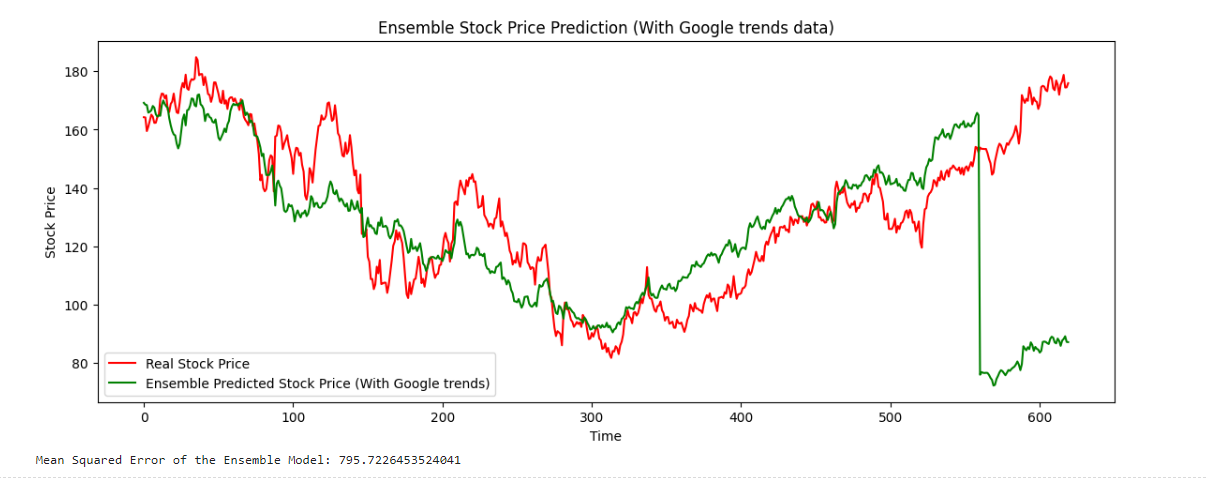 Ensemble Stock Price Prediction (With Google trends data)
Stock Price
180
160
140
120
100
80
Real Stock Price
Ensemble Predicted Stock Price (With Google trends)
0 100 200 300 400 500 600
Time
Mean Squared Error of the Ensemble Model: 795.7226453524041